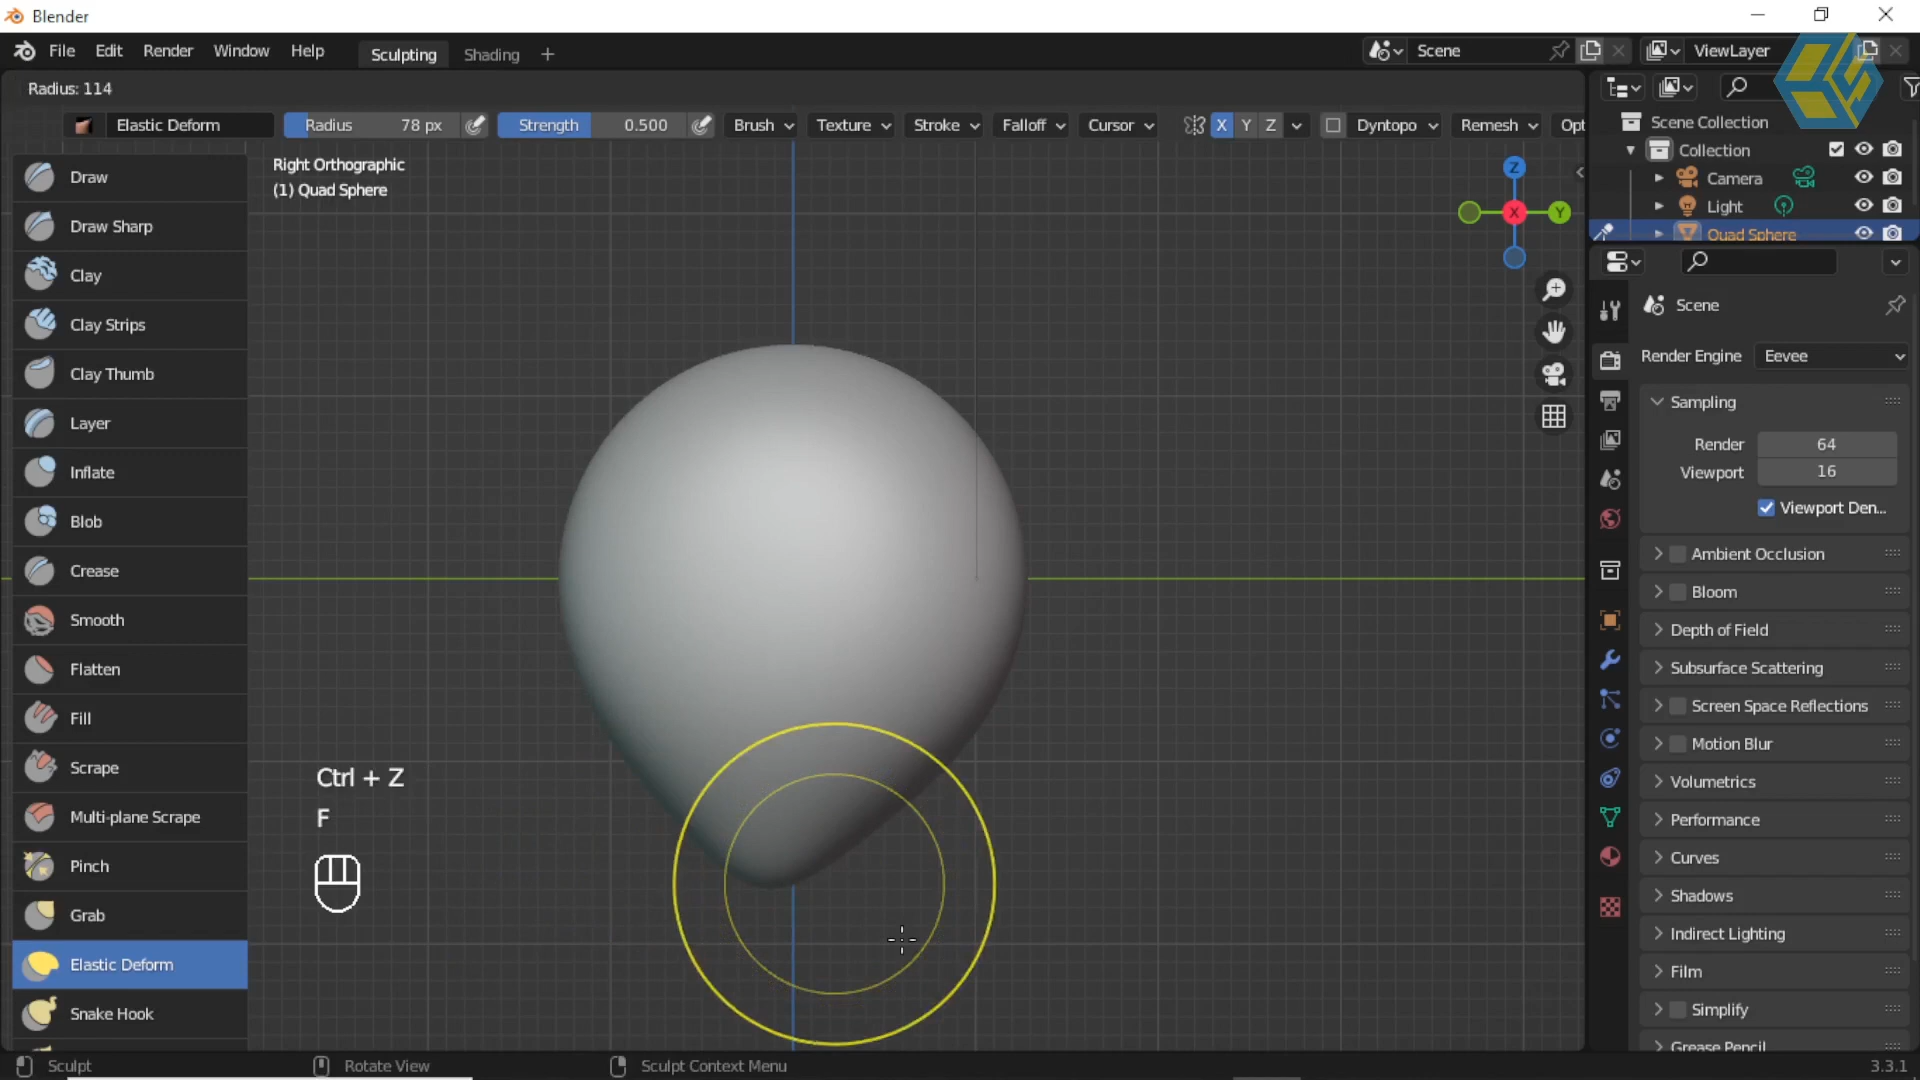 Blender
File Edit Render Window Help Sculpting Shading + Scene ViewLayer
Radius: 114
Elastic Deform Radius 78 px Strength 0.500 Brush Texture Stroke Falloff Cursor X Y Z Dyntopo Remesh Opt
Scene Collection
Collection
Camera
Light
Quad Sphere
Right Orthographic
(1) Quad Sphere
Z
X
Y
Draw
Draw Sharp
Clay
Clay Strips
Clay Thumb
Layer
Inflate
Blob
Crease
Smooth
Flatten
Fill
Scrape
Multi-plane Scrape
Pinch
Grab
Elastic Deform
Snake Hook
Ctrl + Z
F
Scene
Render Engine Eevee
Sampling
Render 64
Viewport 16
Viewport Den...
Ambient Occlusion
Bloom
Depth of Field
Subsurface Scattering
Screen Space Reflections
Motion Blur
Volumetrics
Performance
Curves
Shadows
Indirect Lighting
Film
Simplify
Grease Pencil
Sculpt Rotate View Sculpt Context Menu 3.3.1